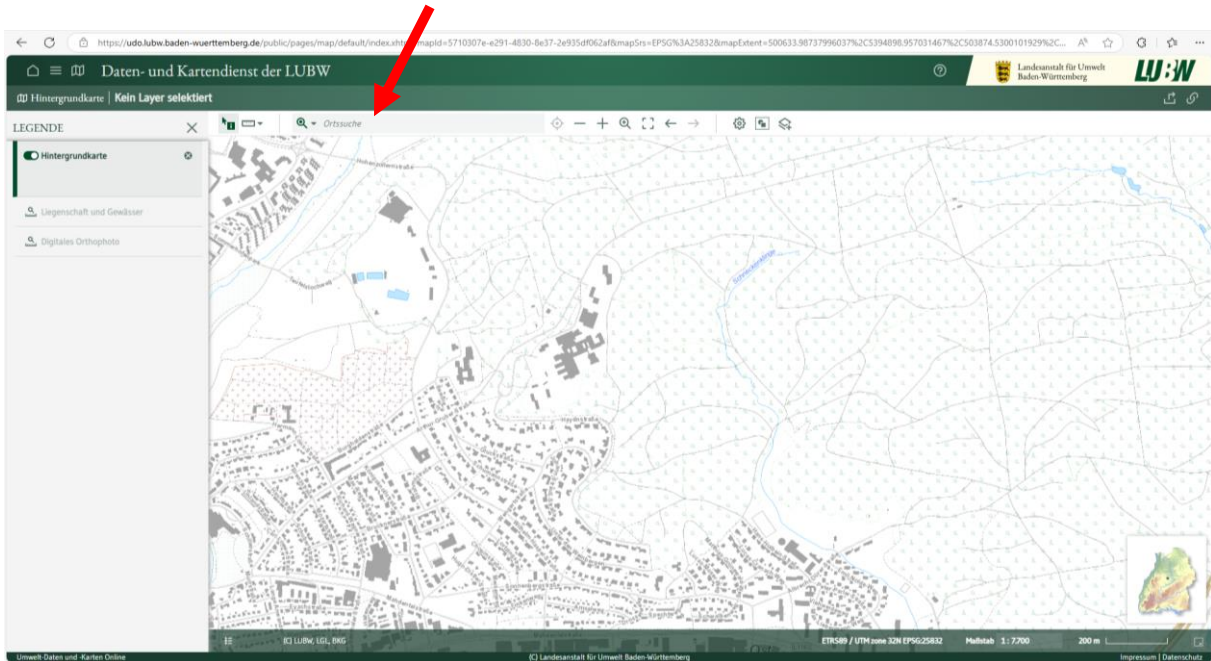 https://udo.lubw.baden-wuerttemberg.de/public/pages/map/default/index.xhtml?mapId=5710307e-e291-4830-8e37-2e935df062af&mapSrs=EPSG%3A25832&mapExtent=500633.98737996037%2C5394898.957031467%2C503874.5300101929%2C...
Daten- und Kartendienst der LUBW
Landesanstalt für Umwelt
Baden-Württemberg
LUBW
Hintergrundkarte | Kein Layer selektiert
LEGENDE
Ortssuche
Hintergrundkarte
Liegenschaft und Gewässer
Digitales Orthophoto
Schneckenklinge
Haydnstraße
(C) LUBW, LGL, BKG
ETRS89 / UTM zone 32N EPSG:25832
Maßstab 1 : 7.700
200 m
Umwelt-Daten und -Karten Online
(C) Landesanstalt für Umwelt Baden-Württemberg
Impressum | Datenschutz